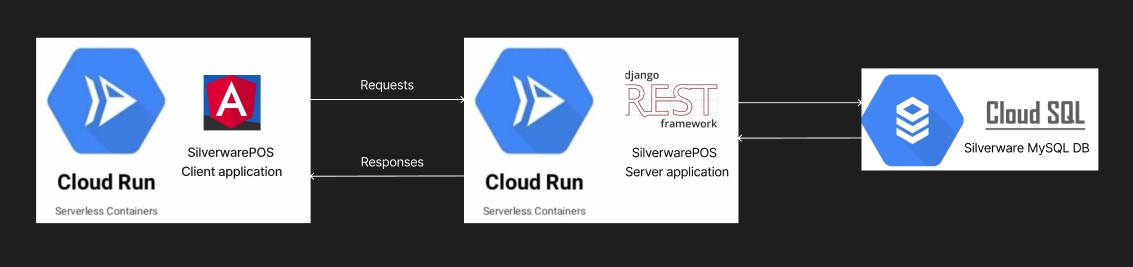 Cloud Run
Serverless Containers
A
SilverwarePOS
Client application
Requests
Responses
Cloud Run
Serverless Containers
django
REST
framework
SilverwarePOS
Server application
Cloud SQL
Silverware MySQL DB